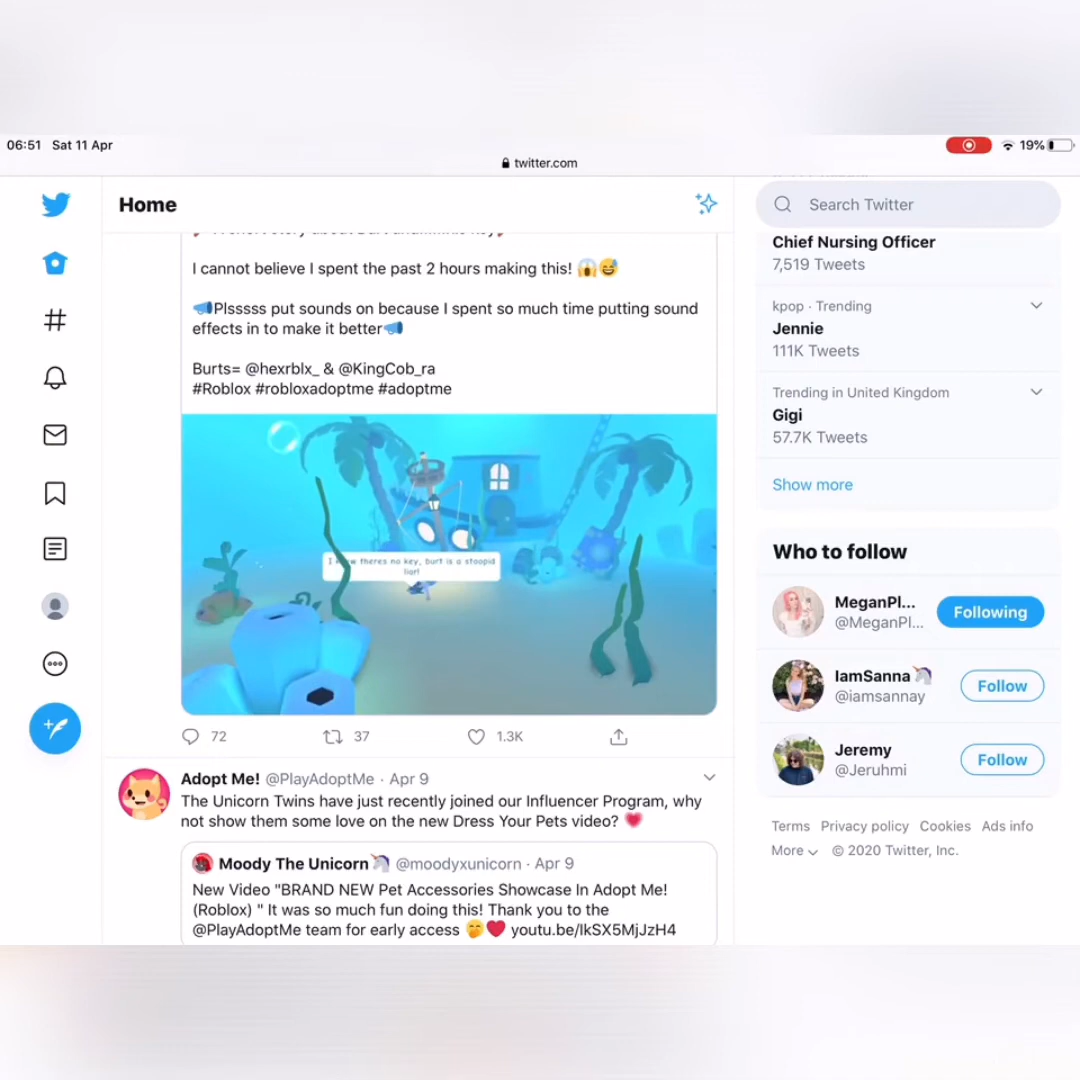 06:51 Sat 11 Apr
19%
twitter.com
Home
Search Twitter
I cannot believe I spent the past 2 hours making this! 😱😅
📣Plsssss put sounds on because I spent so much time putting sound
effects in to make it better📣
Burts= @hexrblx_ & @KingCob_ra
#Roblox #robloxadoptme #adoptme
theres no key, burt is a stoopid
liar!
72 37 1.3K
Adopt Me! @PlayAdoptMe · Apr 9
The Unicorn Twins have just recently joined our Influencer Program, why
not show them some love on the new Dress Your Pets video? 💗
Moody The Unicorn🦄 @moodyxunicorn · Apr 9
New Video "BRAND NEW Pet Accessories Showcase In Adopt Me!
(Roblox) " It was so much fun doing this! Thank you to the
@PlayAdoptMe team for early access 🤭❤️ youtu.be/IkSX5MjJzH4
Chief Nursing Officer
7,519 Tweets
kpop · Trending
Jennie
111K Tweets
Trending in United Kingdom
Gigi
57.7K Tweets
Show more
Who to follow
MeganPl...
@MeganPl...
Following
IamSanna🦄
@iamsannay
Follow
Jeremy
@Jeruhmi
Follow
Terms Privacy policy Cookies Ads info
More © 2020 Twitter, Inc.